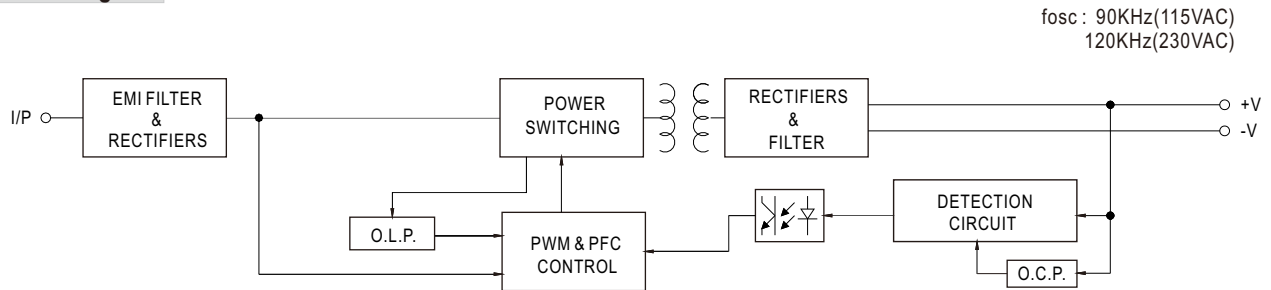 fosc : 90KHz(115VAC)
120KHz(230VAC)
I/P
EMI FILTER
&
RECTIFIERS
POWER
SWITCHING
RECTIFIERS
&
FILTER
+V
-V
O.L.P.
PWM & PFC
CONTROL
DETECTION
CIRCUIT
O.C.P.